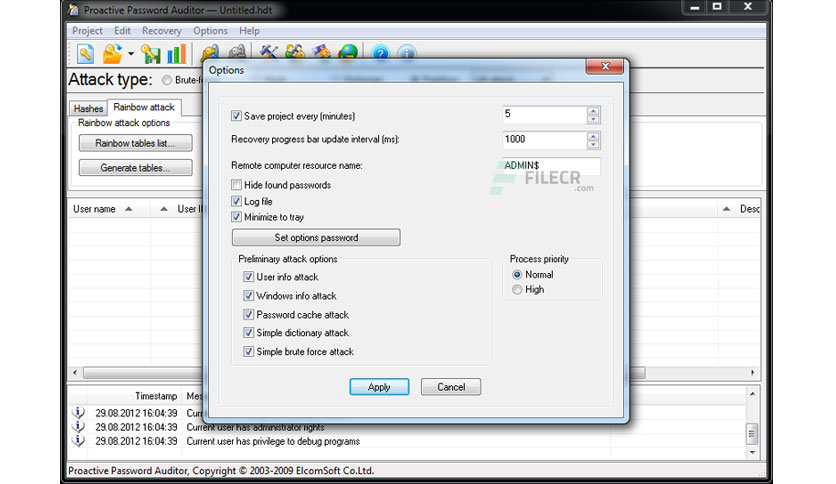 Proactive Password Auditor — Untitled.hdt
Project Edit Recovery Options Help
Attack type: Brute-f
Options
Hashes Rainbow attack
Rainbow attack options
Rainbow tables list...
Generate tables...
Save project every (minutes) 5
Recovery progress bar update interval (ms): 1000
Remote computer resource name: ADMIN$
FILECR
.com
Hide found passwords
Log file
Minimize to tray
Set options password
User name User I Desc
Preliminary attack options
User info attack
Windows info attack
Password cache attack
Simple dictionary attack
Simple brute force attack
Process priority
Normal
High
Apply Cancel
Timestamp Mes
29.08.2012 16:04:39 Curr
29.08.2012 16:04:39 Current user has administrator rights
29.08.2012 16:04:39 Current user has privilege to debug programs
Proactive Password Auditor, Copyright © 2003-2009 ElcomSoft Co.Ltd.